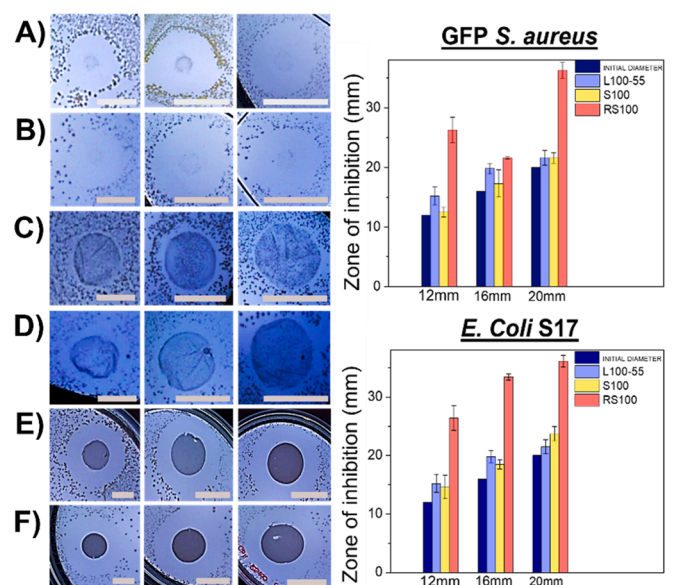 A)
B)
C)
D)
E)
F)
GFP S. aureus
Zone of inhibition (mm)
30
20
10
0
INITIAL DIAMETER
L100-55
S100
RS100
12mm 16mm 20mm
E. Coli S17
Zone of inhibition (mm)
30
20
10
0
INITIAL DIAMETER
L100-55
S100
RS100
12mm 16mm 20mm